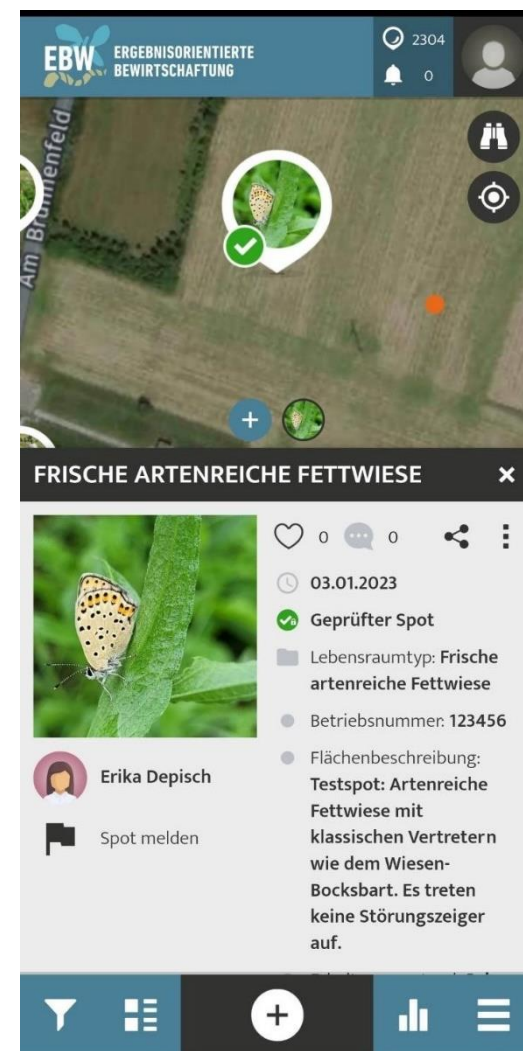 EBW ERGEBNISORIENTIERTE
BEWIRTSCHAFTUNG
2304
0
Am Brunnenfeld
FRISCHE ARTENREICHE FETTWIESE
0 0
03.01.2023
Geprüfter Spot
Lebensraumtyp: Frische
artenreiche Fettwiese
Betriebsnummer: 123456
Flächenbeschreibung:
Testspot: Artenreiche
Fettwiese mit
klassischen Vertretern
wie dem Wiesen-
Bocksbart. Es treten
keine Störungszeiger
auf.
Erika Depisch
Spot melden